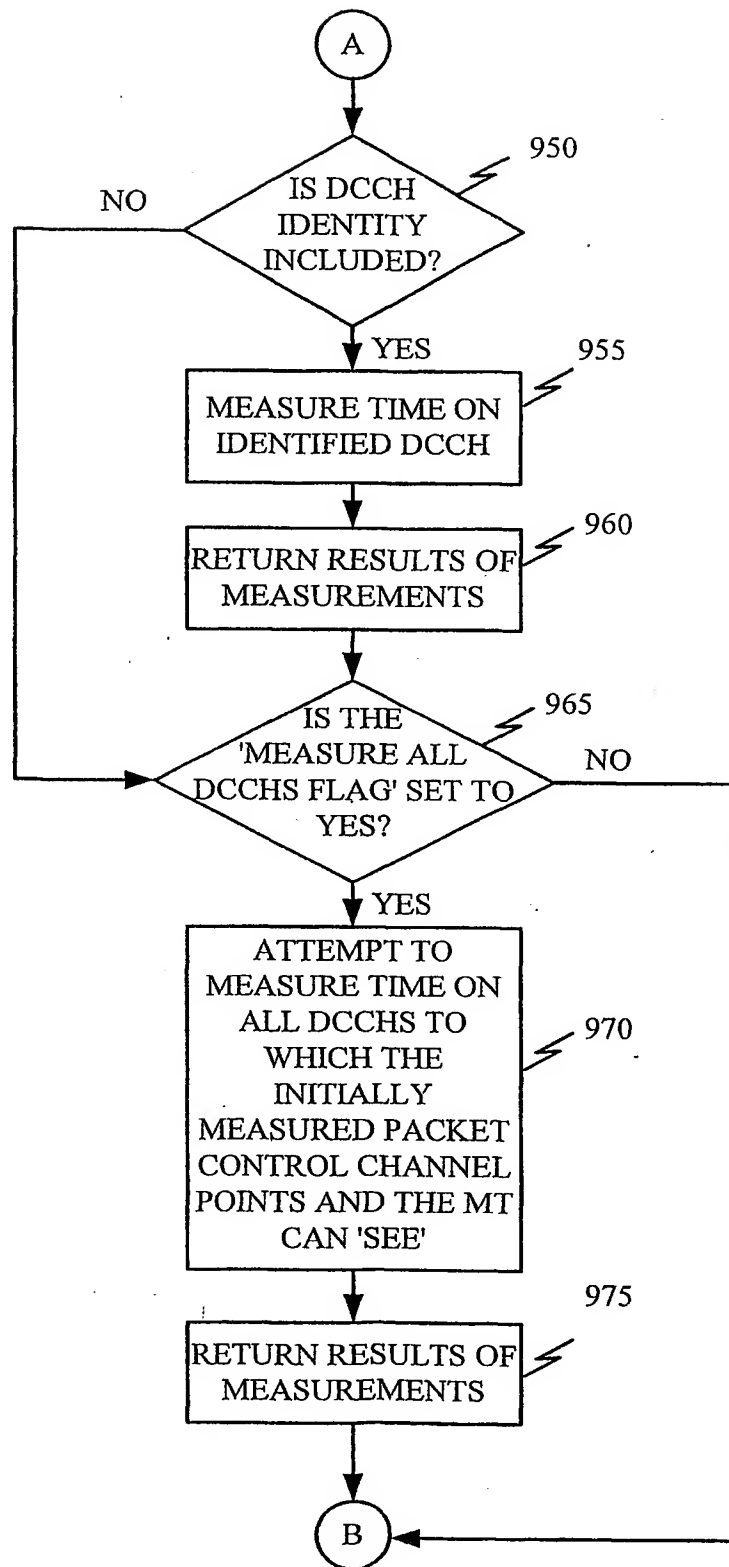 A
950
IS DCCH
IDENTITY
INCLUDED?
NO
YES
955
MEASURE TIME ON
IDENTIFIED DCCH
960
RETURN RESULTS OF
MEASUREMENTS
965
IS THE
'MEASURE ALL
DCCHS FLAG' SET TO
YES?
NO
YES
ATTEMPT TO
MEASURE TIME ON
ALL DCCHS TO
WHICH THE
INITIALLY
MEASURED PACKET
CONTROL CHANNEL
POINTS AND THE MT
CAN 'SEE'
970
975
RETURN RESULTS OF
MEASUREMENTS
B